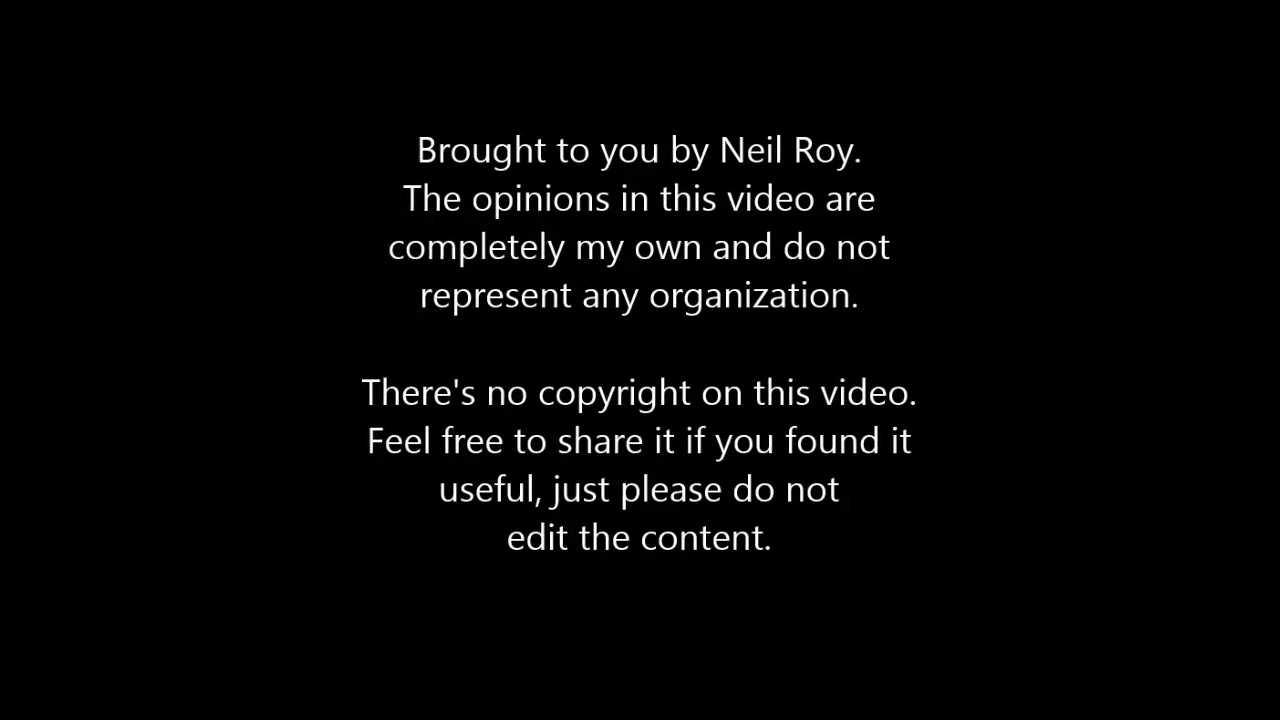 Brought to you by Neil Roy.
The opinions in this video are
completely my own and do not
represent any organization.
There's no copyright on this video.
Feel free to share it if you found it
useful, just please do not
edit the content.